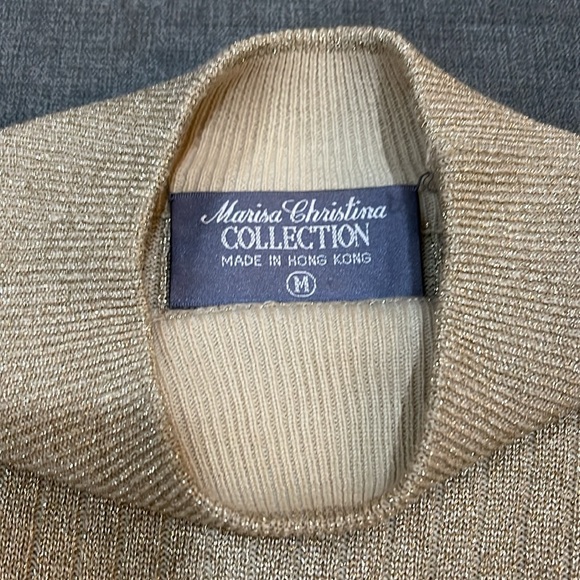 Marisa Christina
COLLECTION
MADE IN HONG KONG
M